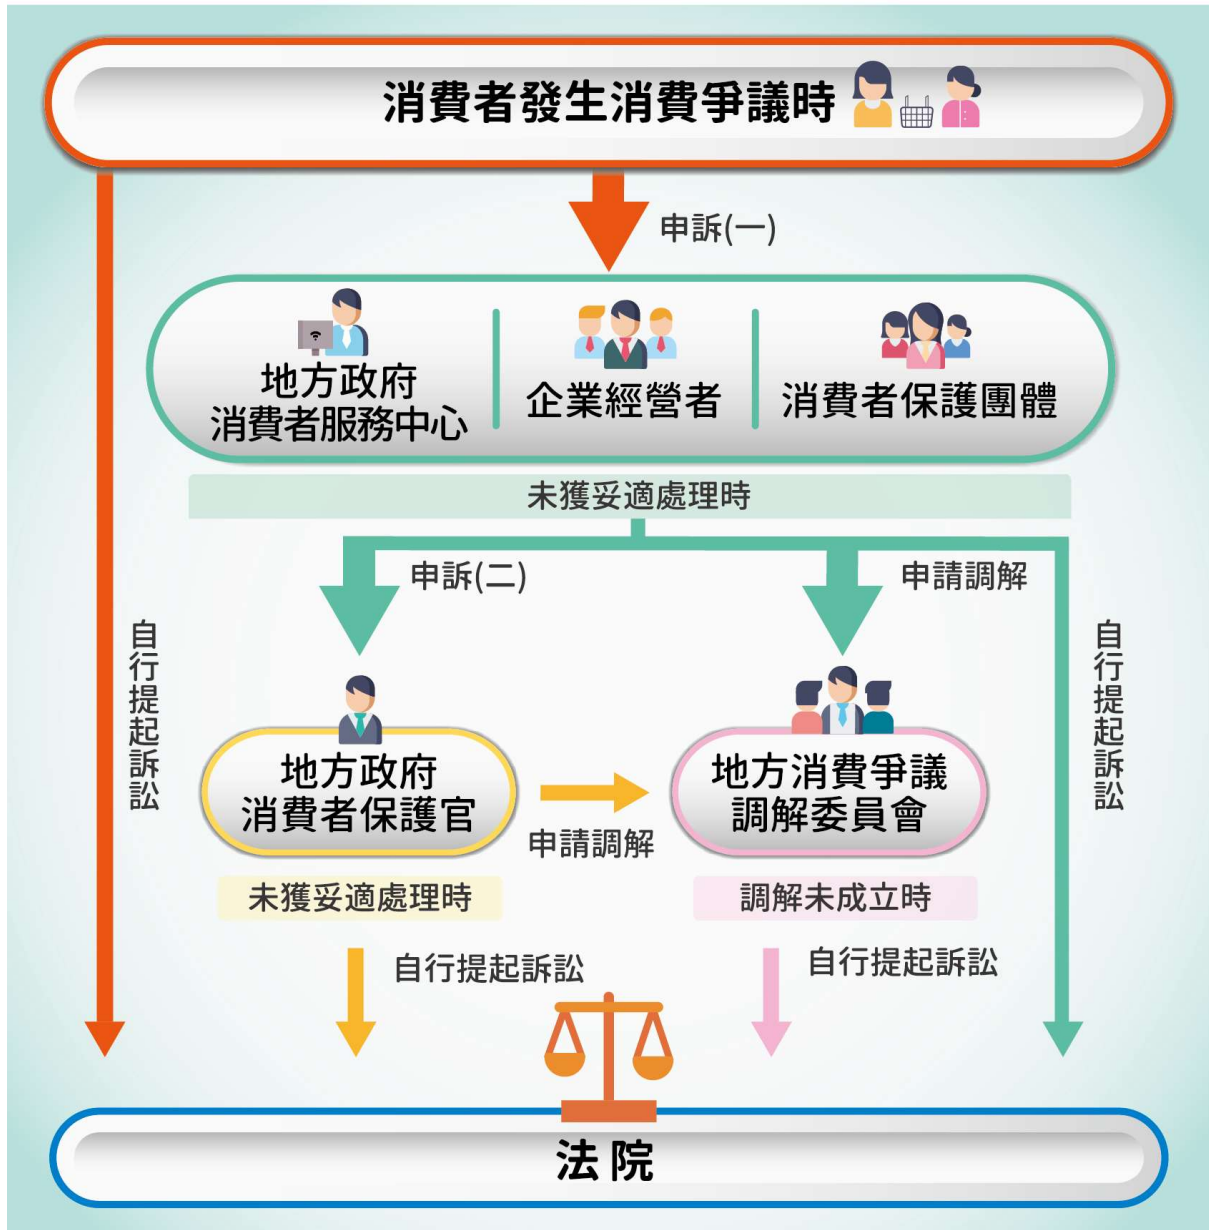 消費者發生消費爭議時
申訴(一)
地方政府
消費者服務中心
企業經營者
消費者保護團體
未獲妥適處理時
申訴(二)
申請調解
自行提起訴訟
自行提起訴訟
地方政府
消費者保護官
申請調解
地方消費爭議
調解委員會
未獲妥適處理時
調解未成立時
自行提起訴訟
自行提起訴訟
法院